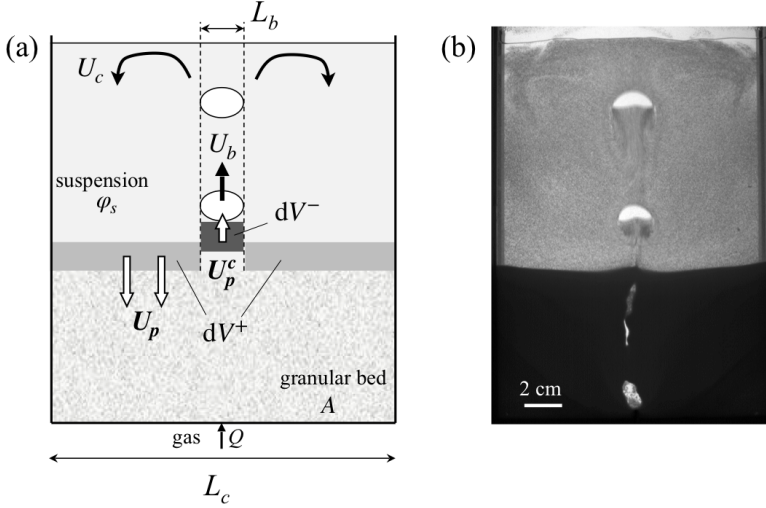 (a)
L_b
(b)
U_c
U_b
suspension
φ_s
dV⁻
U_p^c
U_p
dV⁺
granular bed
A
2 cm
gas
Q
L_c